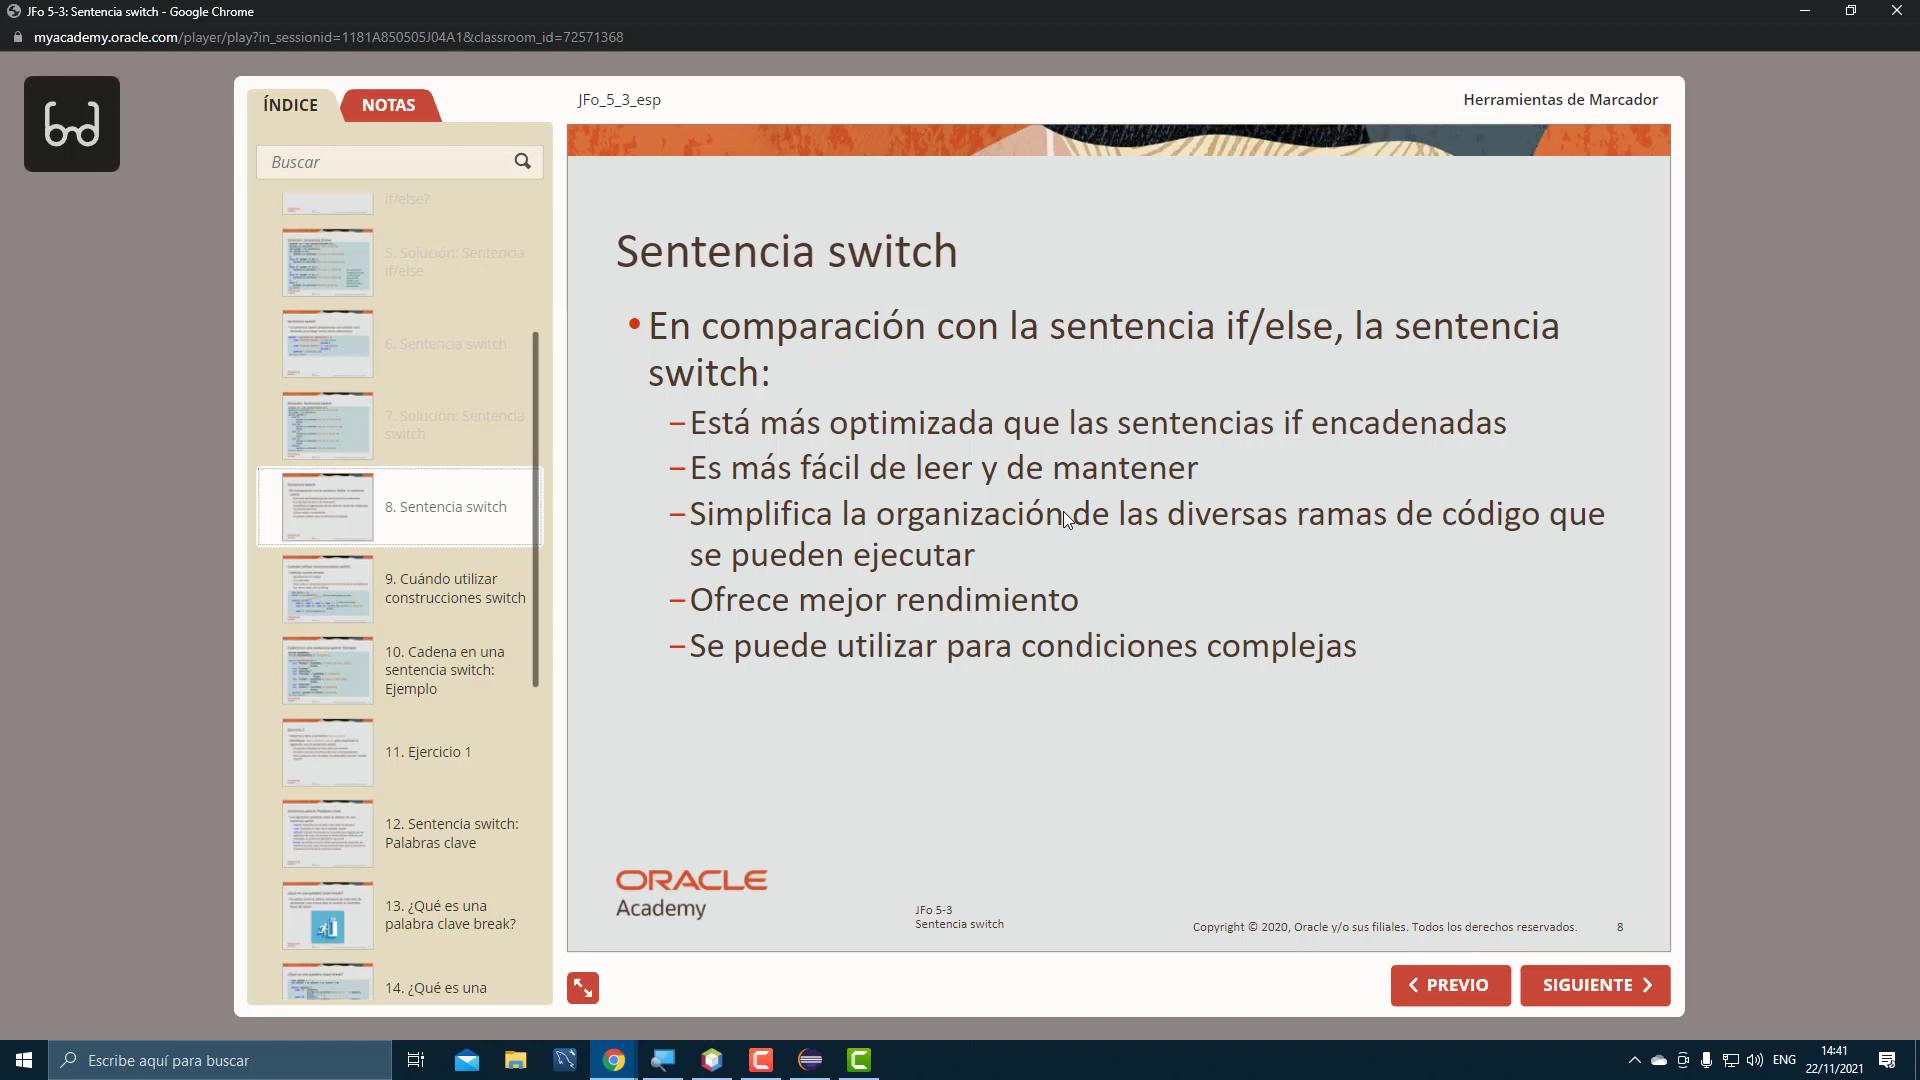 JFo 5-3: Sentencia switch - Google Chrome
myacademy.oracle.com/player/play?in_sessionid=1181A850505J04A1&classroom_id=72571368
ÍNDICE
NOTAS
Buscar
if/else?
5. Solución: Sentencia
if/else
6. Sentencia switch
7. Solución: Sentencia
switch
8. Sentencia switch
9. Cuándo utilizar
construcciones switch
10. Cadena en una
sentencia switch:
Ejemplo
11. Ejercicio 1
12. Sentencia switch:
Palabras clave
13. ¿Qué es una
palabra clave break?
14. ¿Qué es una
JFo_5_3_esp
Herramientas de Marcador
Sentencia switch
• En comparación con la sentencia if/else, la sentencia
switch:
– Está más optimizada que las sentencias if encadenadas
– Es más fácil de leer y de mantener
– Simplifica la organización de las diversas ramas de código que
se pueden ejecutar
– Ofrece mejor rendimiento
– Se puede utilizar para condiciones complejas
ORACLE
Academy
JFo 5-3
Sentencia switch
Copyright © 2020, Oracle y/o sus filiales. Todos los derechos reservados.
8
PREVIO
SIGUIENTE
Escribe aquí para buscar
ENG
14:41
22/11/2021